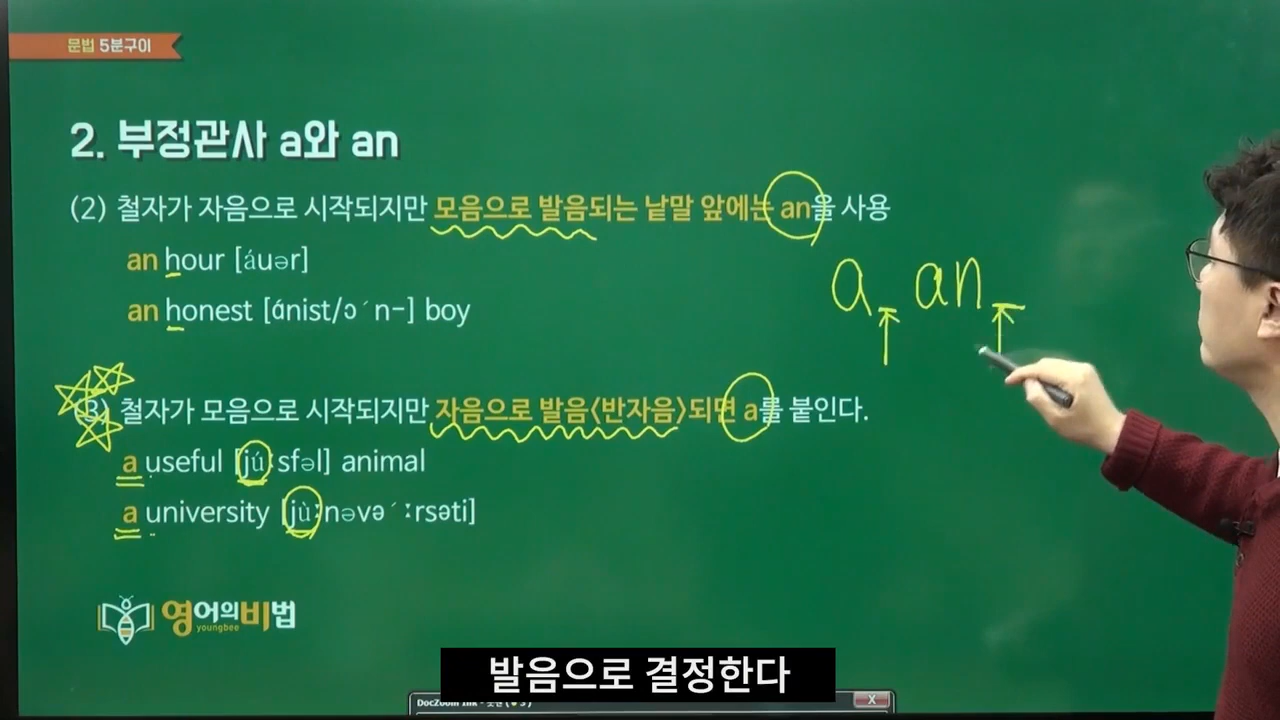 문법 5분구이
2. 부정관사 a와 an
(2) 철자가 자음으로 시작되지만 모음으로 발음되는 낱말 앞에는 an을 사용
an hour [áuər]
an honest [ɑ́nist/ɔ´n-] boy
a an
(3) 철자가 모음으로 시작되지만 자음으로 발음<반자음>되면 a를 붙인다.
a useful [júːsfəl] animal
a university [jùːnəvə´ːrsəti]
영어의비법
youngbee
발음으로 결정한다
DocZoom Ink -
X